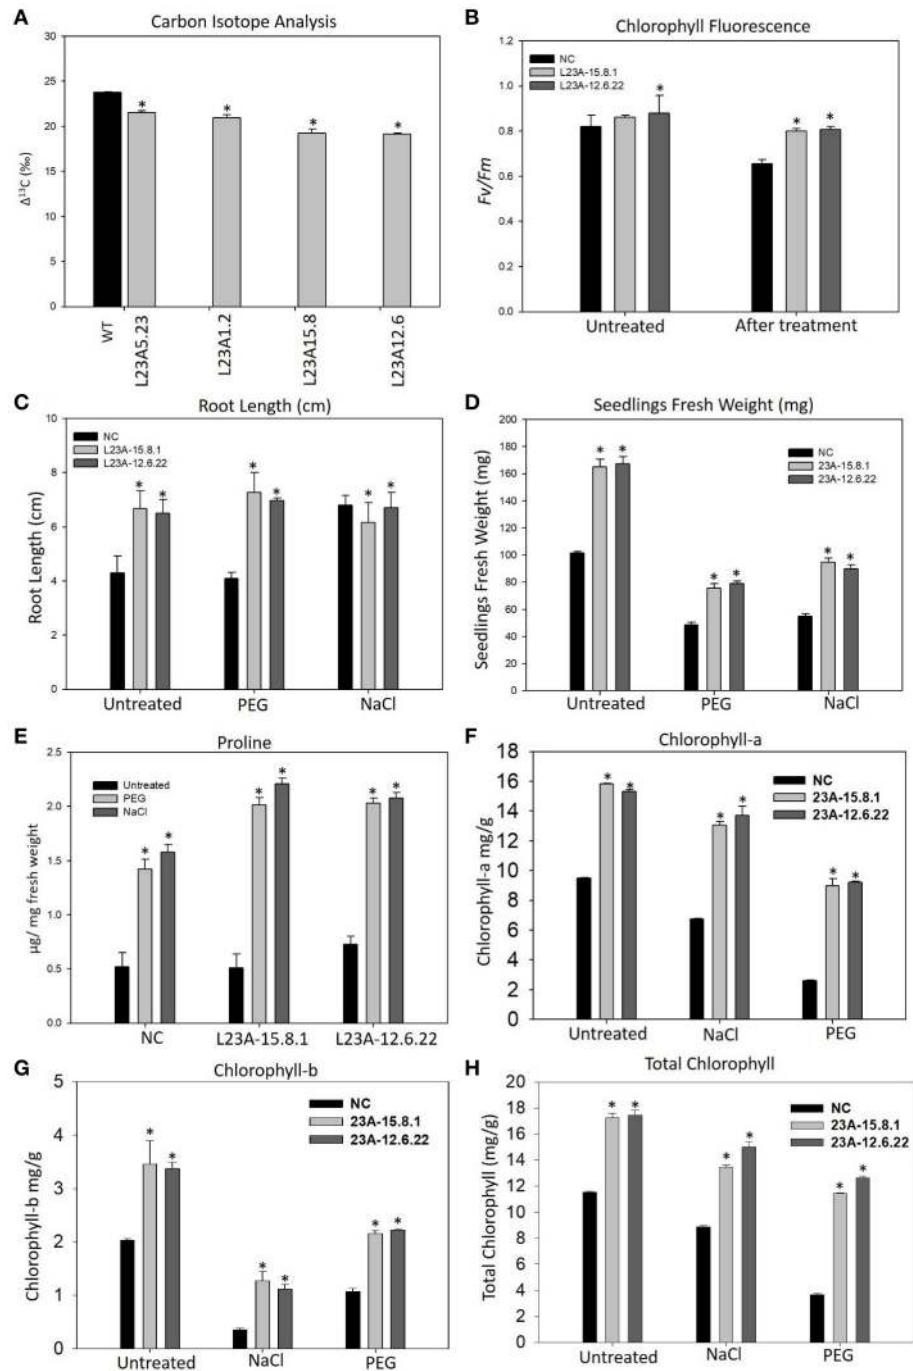 A
Carbon Isotope Analysis
30
25
20
15
10
5
0
Δ¹³C (‰)
*
*
*
*
WT
L23A5.23
L23A1.2
L23A15.8
L23A12.6
B
Chlorophyll Fluorescence
1.2
1.0
0.8
0.6
0.4
0.2
0.0
Fv/Fm
NC
L23A-15.8.1
L23A-12.6.22
*
*
*
Untreated
After treatment
C
Root Length (cm)
10
8
6
4
2
0
Root Length (cm)
NC
L23A-15.8.1
L23A-12.6.22
*
*
*
*
*
*
Untreated
PEG
NaCl
D
Seedlings Fresh Weight (mg)
200
180
160
140
120
100
80
60
40
20
0
Seedlings Fresh Weight (mg)
NC
23A-15.8.1
23A-12.6.22
*
*
*
*
*
*
Untreated
PEG
NaCl
E
Proline
2.5
2.0
1.5
1.0
0.5
0.0
µg/ mg fresh weight
Untreated
PEG
NaCl
*
*
*
*
*
*
NC
L23A-15.8.1
L23A-12.6.22
F
Chlorophyll-a
18
16
14
12
10
8
6
4
2
0
Chlorophyll-a mg/g
NC
23A-15.8.1
23A-12.6.22
*
*
*
*
*
*
Untreated
NaCl
PEG
G
Chlorophyll-b
5
4
3
2
1
0
Chlorophyll-b mg/g
NC
23A-15.8.1
23A-12.6.22
*
*
*
*
*
*
Untreated
NaCl
PEG
H
Total Chlorophyll
20
18
16
14
12
10
8
6
4
2
0
Total Chlorophyll (mg/g)
NC
23A-15.8.1
23A-12.6.22
*
*
*
*
*
*
Untreated
NaCl
PEG